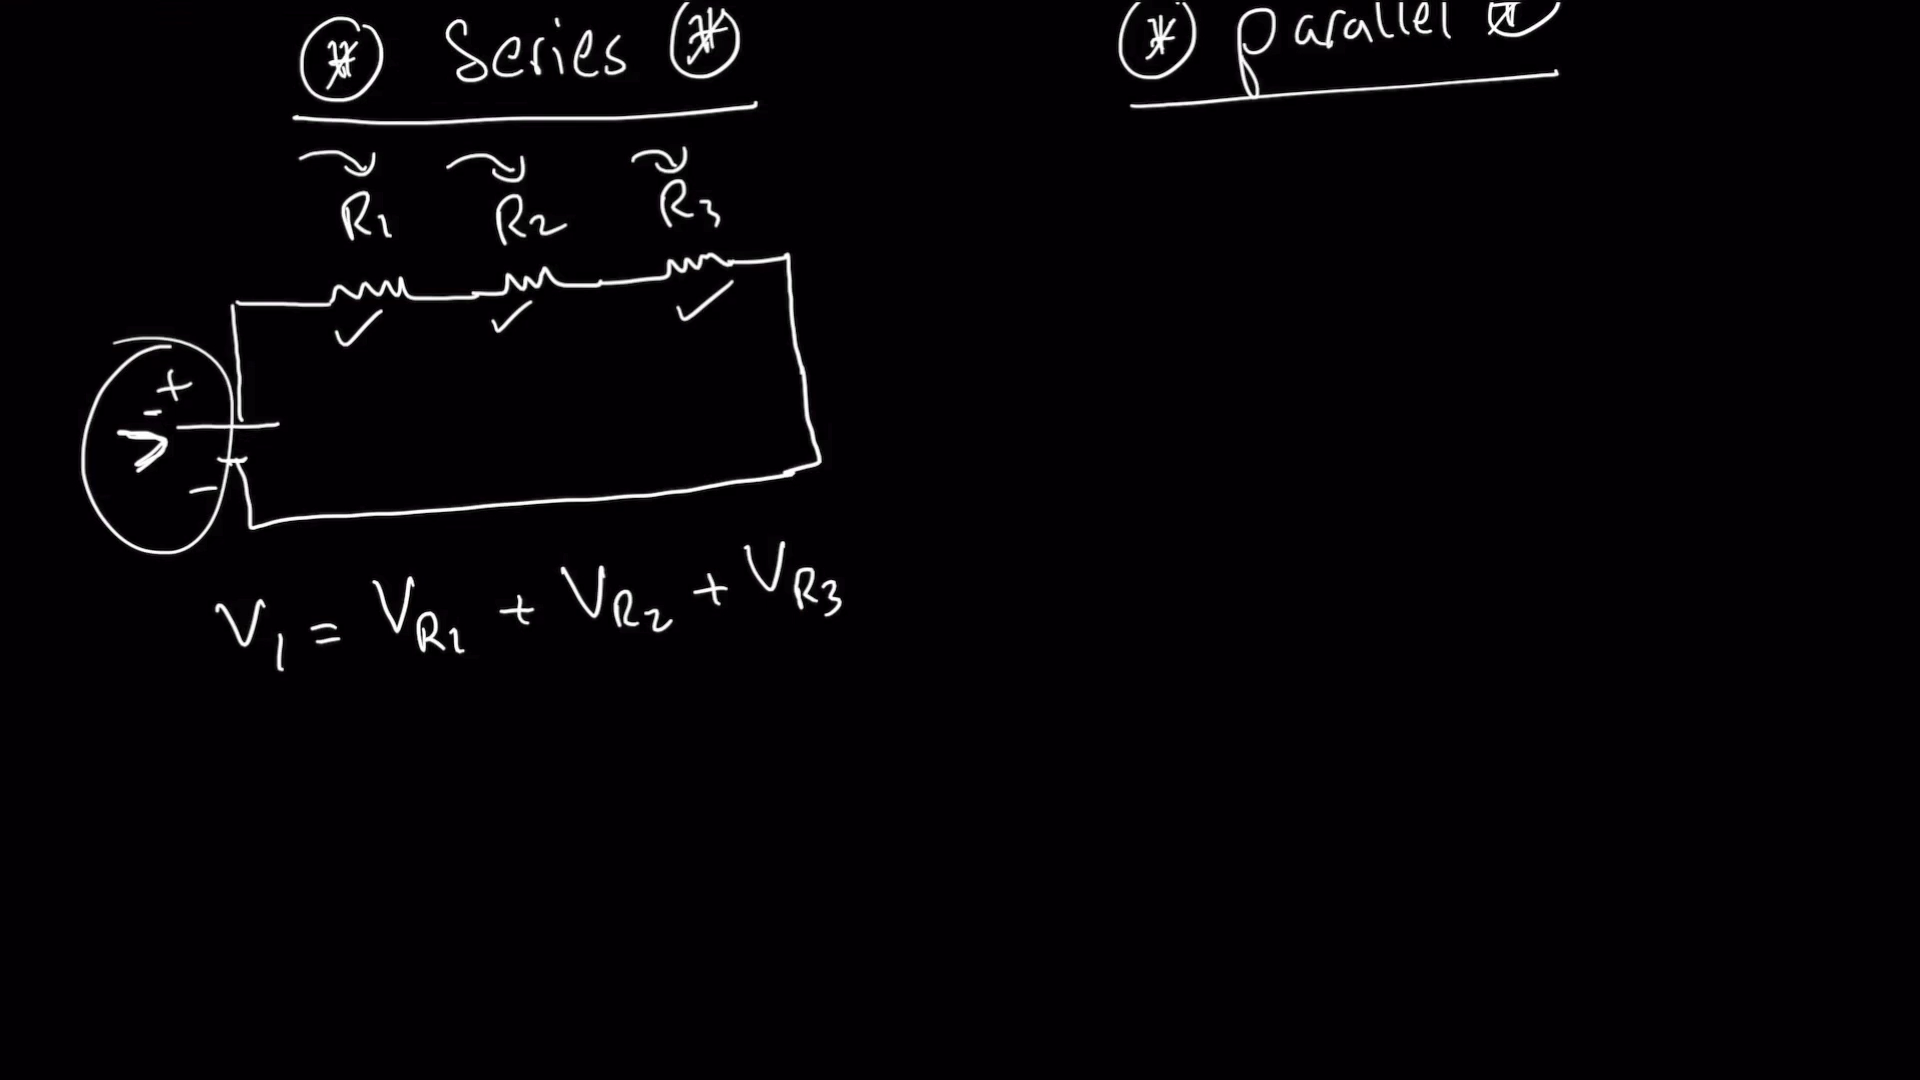 * Series *
* parallel *
R1 R2 R3
+
-
V1 = VR1 + VR2 + VR3